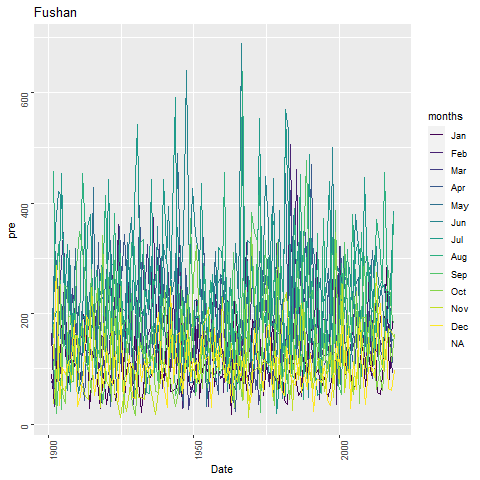 Fushan
pre
600
400
200
0
1900
1950
2000
Date
months
Jan
Feb
Mar
Apr
May
Jun
Jul
Aug
Sep
Oct
Nov
Dec
NA